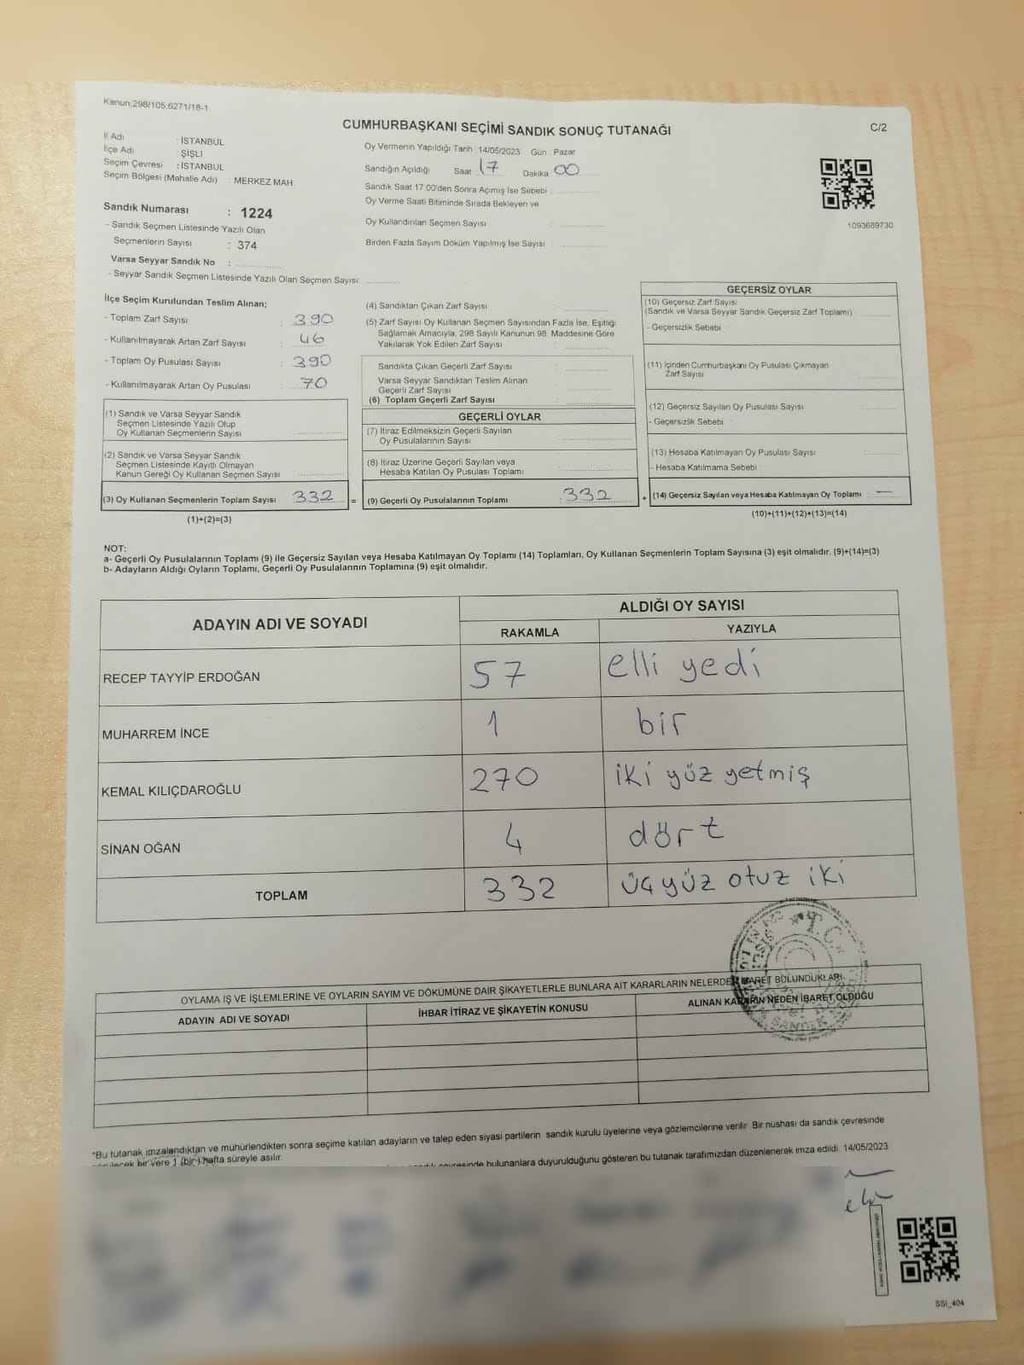 Kanun:298/105,6271/18-1
CUMHURBAŞKANI SEÇİMİ SANDIK SONUÇ TUTANAĞI
C/2
İl Adı : İSTANBUL
İlçe Adı : ŞİŞLİ
Seçim Çevresi : İSTANBUL
Seçim Bölgesi (Mahalle Adı) : MERKEZ MAH
Oy Vermenin Yapıldığı Tarih 14/05/2023 Gün Pazar
Sandığın Açıldığı Saat 17 Dakika 00
Sandık Saat 17.00'den Sonra Açımış İse Sebebi
Oy Verme Saati Bitiminde Sırada Bekleyen ve
Oy Kullandırılan Seçmen Sayısı
Birden Fazla Sayım Döküm Yapılmış İse Sayısı
1093689730
Sandık Numarası : 1224
- Sandık Seçmen Listesinde Yazılı Olan
Seçmenlerin Sayısı : 374
Varsa Seyyar Sandık No :
- Seyyar Sandık Seçmen Listesinde Yazılı Olan Seçmen Sayısı:
İlçe Seçim Kurulundan Teslim Alınan;
- Toplam Zarf Sayısı : 390
- Kullanılmayarak Artan Zarf Sayısı : 46
- Toplam Oy Pusulası Sayısı : 390
- Kullanılmayarak Artan Oy Pusulası : 70
(1) Sandık ve Varsa Seyyar Sandık
Seçmen Listesinde Yazılı Olup
Oy Kullanan Seçmenlerin Sayısı
(2) Sandık ve Varsa Seyyar Sandık
Seçmen Listesinde Kayıtlı Olmayan
Kanun Gereği Oy Kullanan Seçmen Sayısı
(3) Oy Kullanan Seçmenlerin Toplam Sayısı 332 =
(1)+(2)=(3)
(4) Sandıktan Çıkan Zarf Sayısı
(5) Zarf Sayısı Oy Kullanan Seçmen Sayısından Fazla İse, Eşitliği
Sağlamak Amacıyla, 298 Sayılı Kanunun 98. Maddesine Göre
Yakılarak Yok Edilen Zarf Sayısı
Sandıkta Çıkan Geçerli Zarf Sayısı
Varsa Seyyar Sandıktan Teslim Alınan
Geçerli Zarf Sayısı
(6) Toplam Geçerli Zarf Sayısı
GEÇERLİ OYLAR
(7) İtiraz Edilmeksizin Geçerli Sayılan
Oy Pusulalarının Sayısı
(8) İtiraz Üzerine Geçerli Sayılan veya
Hesaba Katılan Oy Pusulası Toplamı
(9) Geçerli Oy Pusulalarının Toplamı 332 +
GEÇERSİZ OYLAR
(10) Geçersiz Zarf Sayısı
(Sandık ve Varsa Seyyar Sandık Geçersiz Zarf Toplamı)
- Geçersizlik Sebebi
(11) İçinden Cumhurbaşkanı Oy Pusulası Çıkmayan
Zarf Sayısı
(12) Geçersiz Sayılan Oy Pusulası Sayısı
- Geçersizlik Sebebi
(13) Hesaba Katılmayan Oy Pusulası Sayısı
- Hesaba Katılmama Sebebi
(14) Geçersiz Sayılan veya Hesaba Katılmayan Oy Toplamı —
(10)+(11)+(12)+(13)=(14)
NOT:
a- Geçerli Oy Pusulalarının Toplamı (9) ile Geçersiz Sayılan veya Hesaba Katılmayan Oy Toplamı (14) Toplamları, Oy Kullanan Seçmenlerin Toplam Sayısına (3) eşit olmalıdır. (9)+(14)=(3)
b- Adayların Aldığı Oyların Toplamı, Geçerli Oy Pusulalarının Toplamına (9) eşit olmalıdır.
ADAYIN ADI VE SOYADI
ALDIĞI OY SAYISI
RAKAMLA YAZIYLA
RECEP TAYYİP ERDOĞAN 57 elli yedi
MUHARREM İNCE 1 bir
KEMAL KILIÇDAROĞLU 270 iki yüz yetmiş
SİNAN OĞAN 4 dört
TOPLAM 332 üç yüz otuz iki
T.C.
OYLAMA İŞ VE İŞLEMLERİNE VE OYLARIN SAYIM VE DÖKÜMÜNE DAİR ŞİKAYETLERLE BUNLARA AİT KARARLARIN NELERDEN İBARET BULUNDUKLARI
ADAYIN ADI VE SOYADI
İHBAR İTİRAZ VE ŞİKAYETİN KONUSU
ALINAN KARARIN NEDEN İBARET OLDUĞU
*Bu tutanak imzalandıktan ve mühürlendikten sonra seçime katılan adayların ve talep eden siyasi partilerin sandık kurulu üyelerine veya gözlemcilerine verilir. Bir nüshası da sandık çevresinde
bir yere 1 (bir) hafta süreyle asılır.
bulunanlara duyurulduğunu gösteren bu tutanak tarafımızdan düzenlenerek imza edildi. 14/05/2023
SSI_404